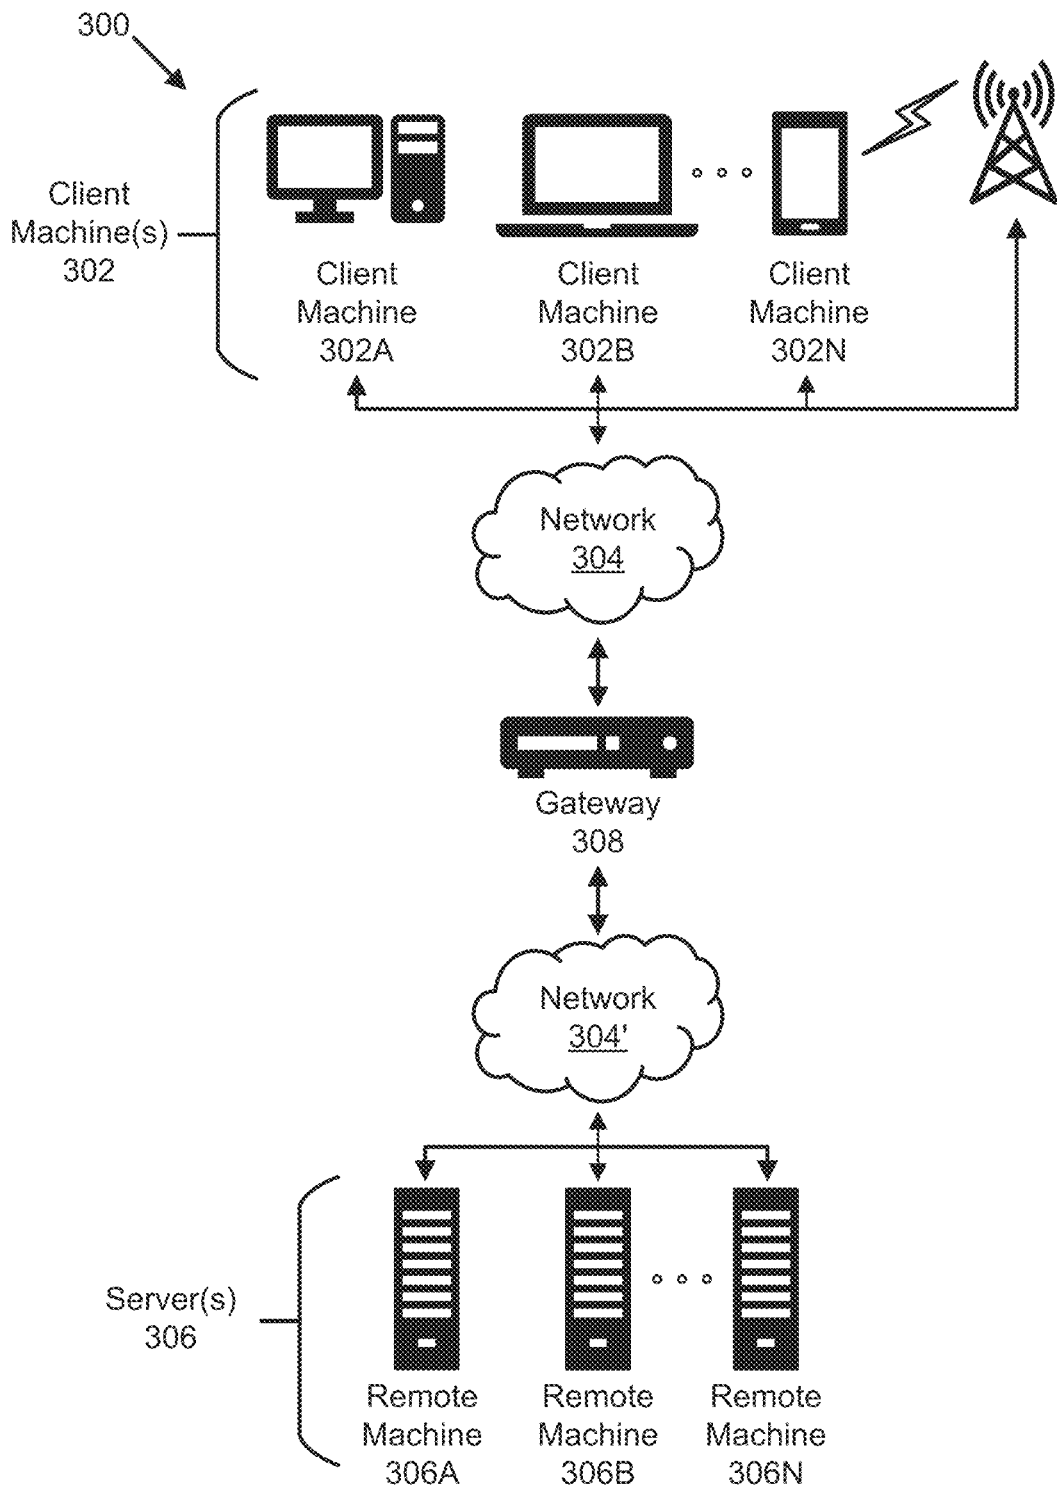 300
Client
Machine(s)
302
Client
Machine
302A
Client
Machine
302B
Client
Machine
302N
Network
304
Gateway
308
Network
304'
Server(s)
306
Remote
Machine
306A
Remote
Machine
306B
Remote
Machine
306N